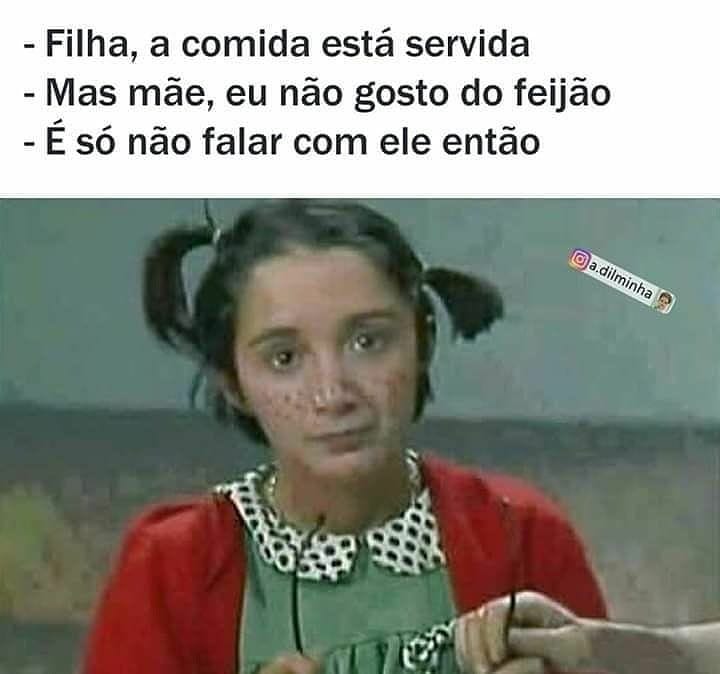 - Filha, a comida está servida
- Mas mãe, eu não gosto do feijão
- É só não falar com ele então
a.dilminha